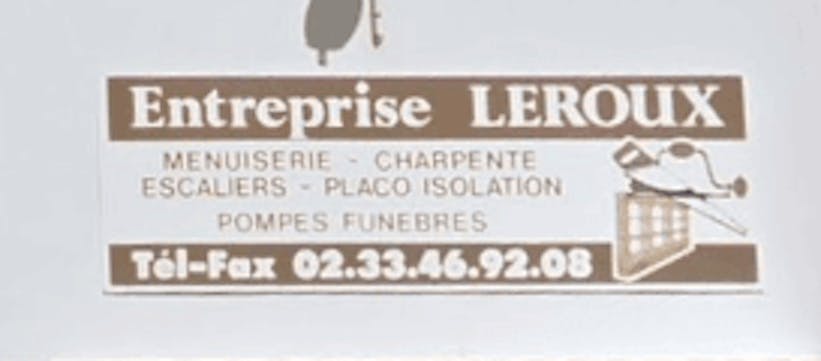 Entreprise LEROUX
MENUISERIE - CHARPENTE
ESCALIERS - PLACO ISOLATION
POMPES FUNEBRES
Tél-Fax 02.33.46.92.08